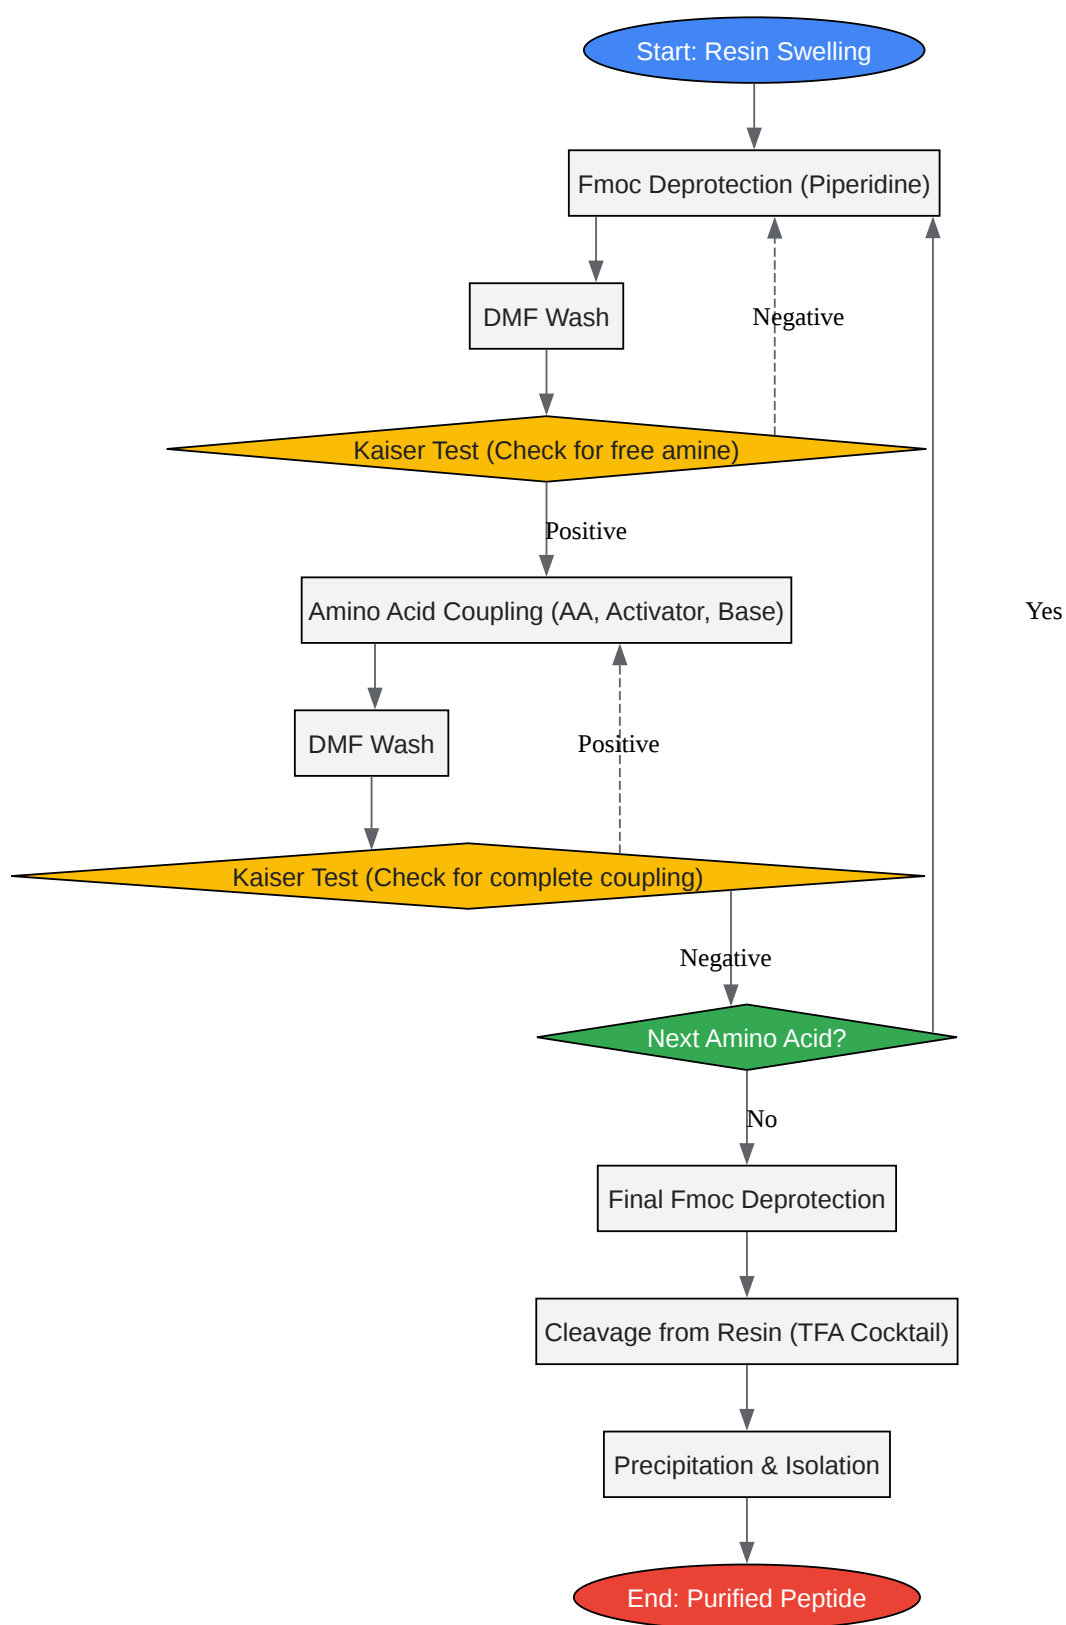 Start: Resin Swelling
Fmoc Deprotection (Piperidine)
DMF Wash
Negative
Kaiser Test (Check for free amine)
Positive
Amino Acid Coupling (AA, Activator, Base)
Yes
DMF Wash
Positive
Kaiser Test (Check for complete coupling)
Negative
Next Amino Acid?
No
Final Fmoc Deprotection
Cleavage from Resin (TFA Cocktail)
Precipitation & Isolation
End: Purified Peptide